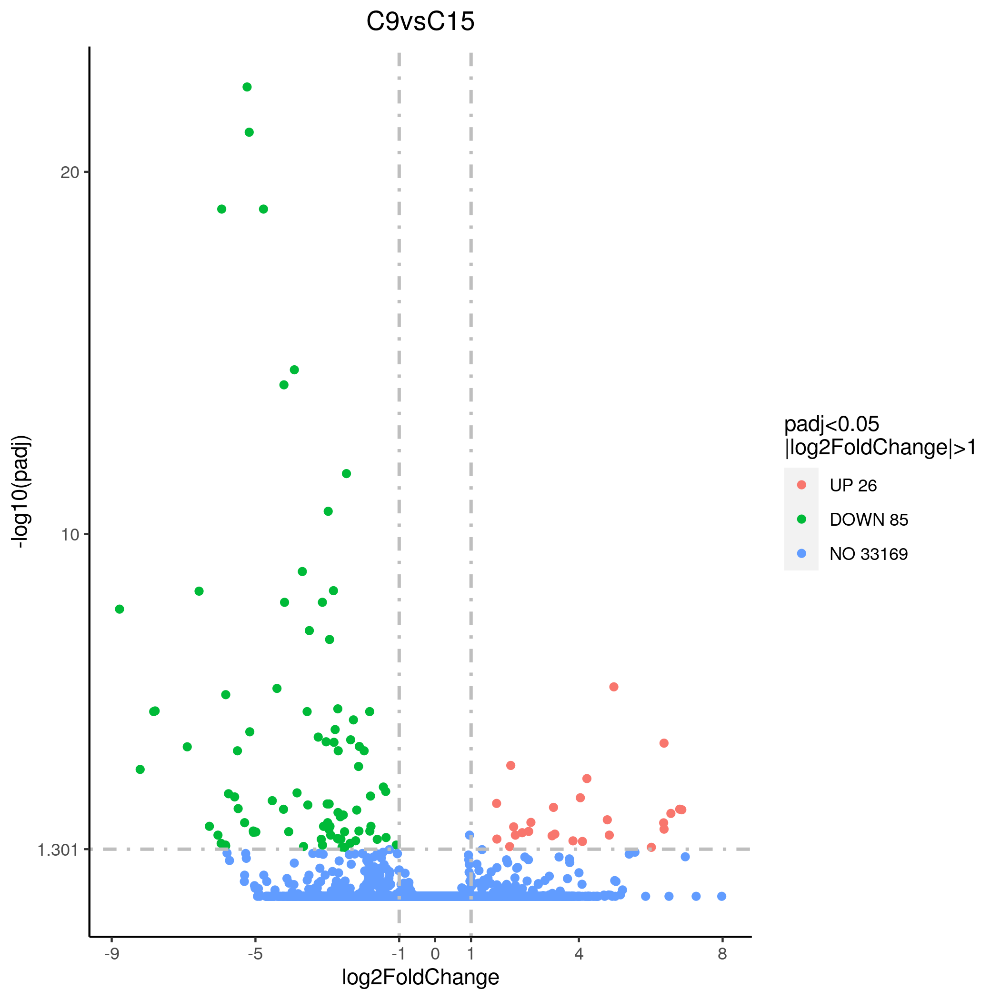 C9vsC15
20
10
1.301
-log10(padj)
-9
-5
-1
0
1
4
8
log2FoldChange
padj<0.05
|log2FoldChange|>1
UP 26
DOWN 85
NO 33169